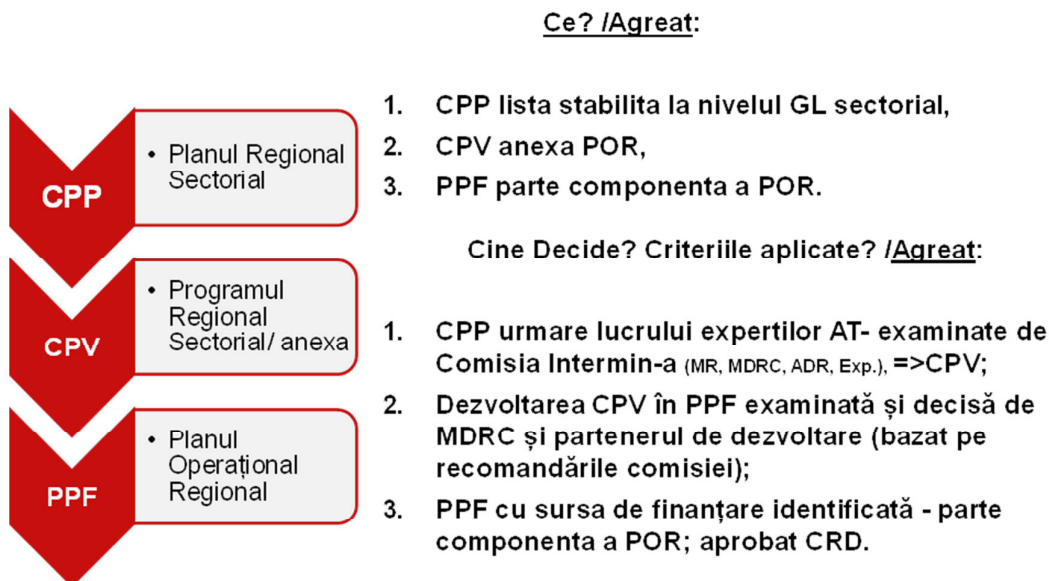 Ce? /Agreat:
CPP
• Planul Regional
Sectorial
CPV
• Programul
Regional
Sectorial/ anexa
PPF
• Planul
Operațional
Regional
1. CPP lista stabilita la nivelul GL sectorial,
2. CPV anexa POR,
3. PPF parte componenta a POR.
Cine Decide? Criteriile aplicate? /Agreat:
1. CPP urmare lucrului expertilor AT- examinate de
Comisia Intermin-a (MR, MDRC, ADR, Exp.), =>CPV;
2. Dezvoltarea CPV în PPF examinată și decisă de
MDRC și partenerul de dezvoltare (bazat pe
recomandările comisiei);
3. PPF cu sursa de finanțare identificată - parte
componenta a POR; aprobat CRD.